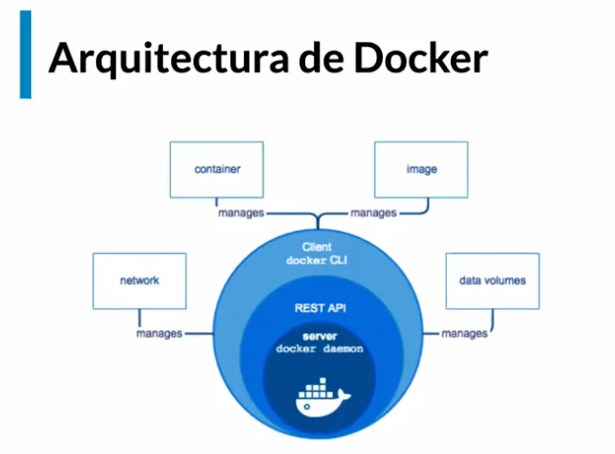 Arquitectura de Docker
container
image
manages
manages
Client
docker CLI
network
data volumes
REST API
manages
server
manages
docker daemon